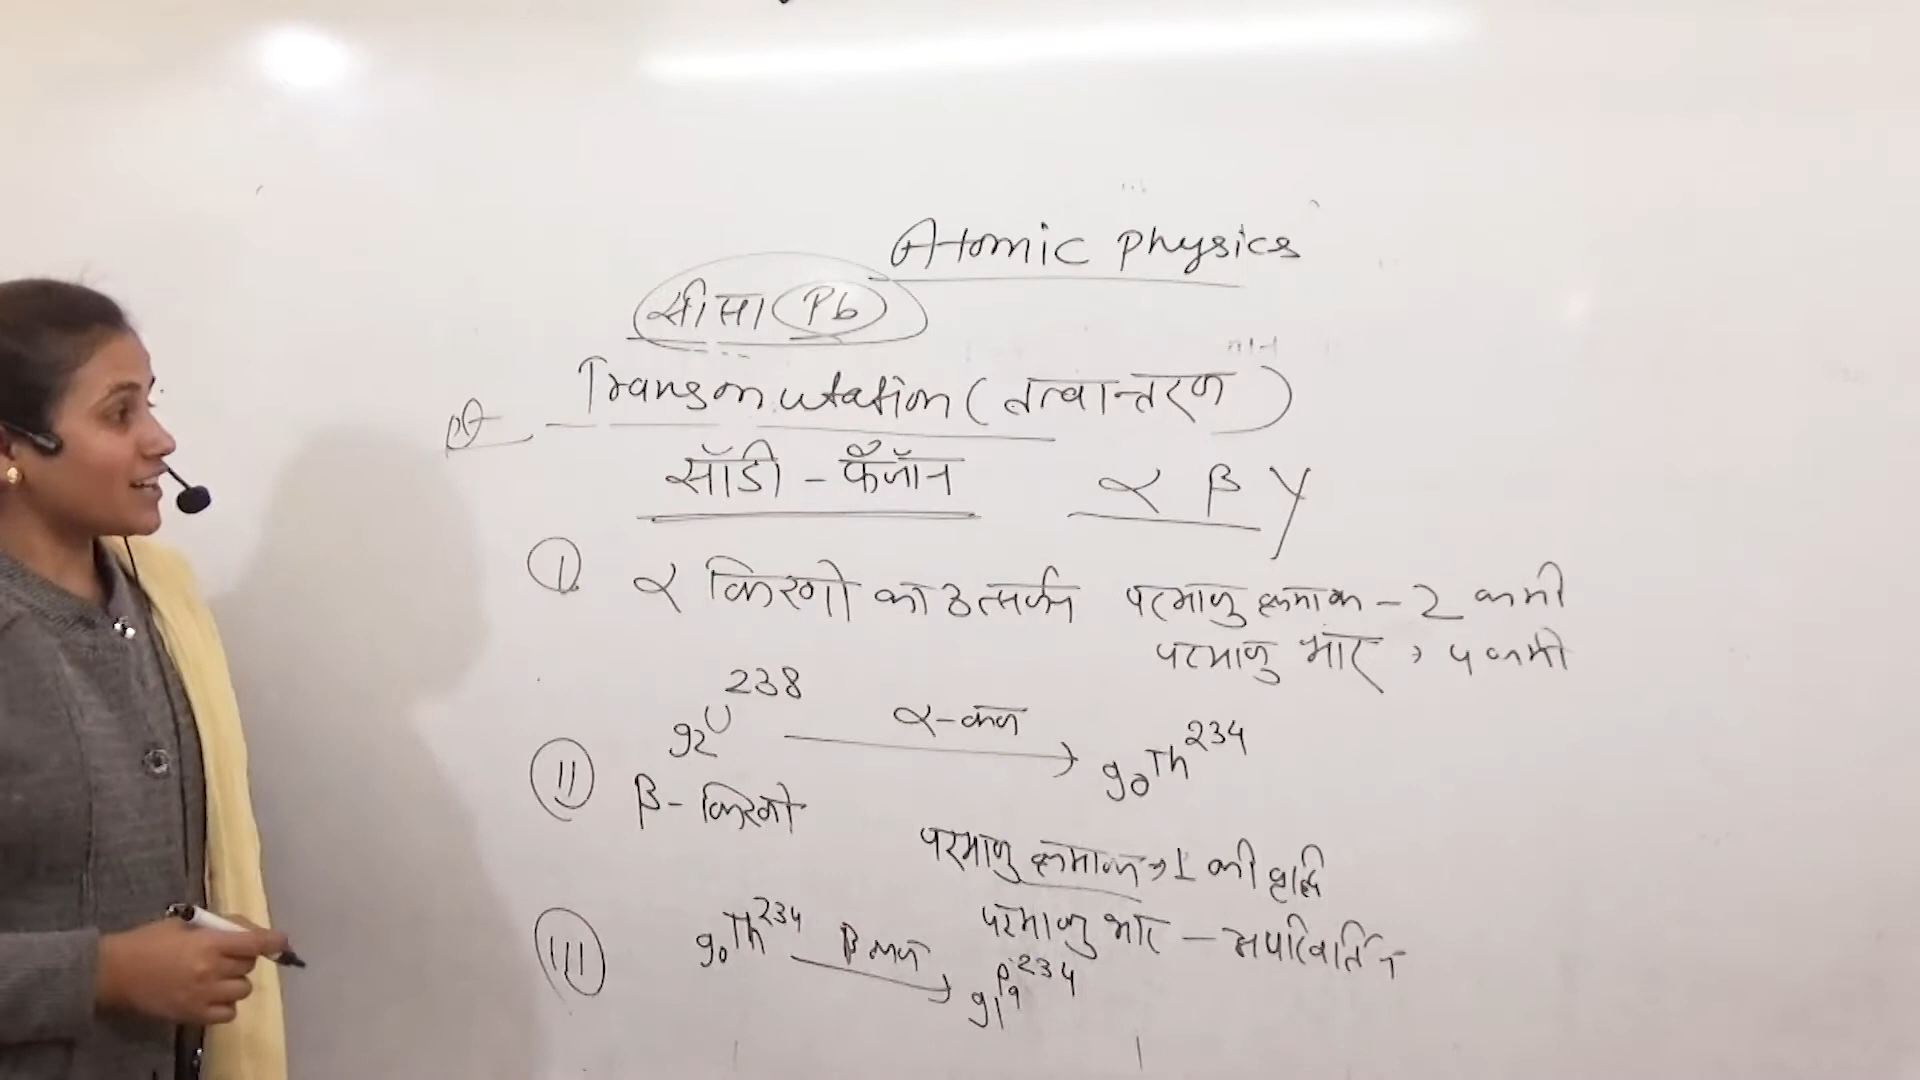 Atomic physics
सीसा (Pb)
Transmutation (तत्वान्तरण)
सॉडी - फैजॉन α β γ
I α किरणो का उत्सर्जन परमाणु क्रमांक - 2 कमी
परमाणु भार , 4 कमी
92U238 α-कण → 90Th234
II β- किरणो
परमाणु क्रमांक → 1 की वृद्धि
परमाणु भार - अपरिवर्तित
III 90Th234 β कण → 91Pa234